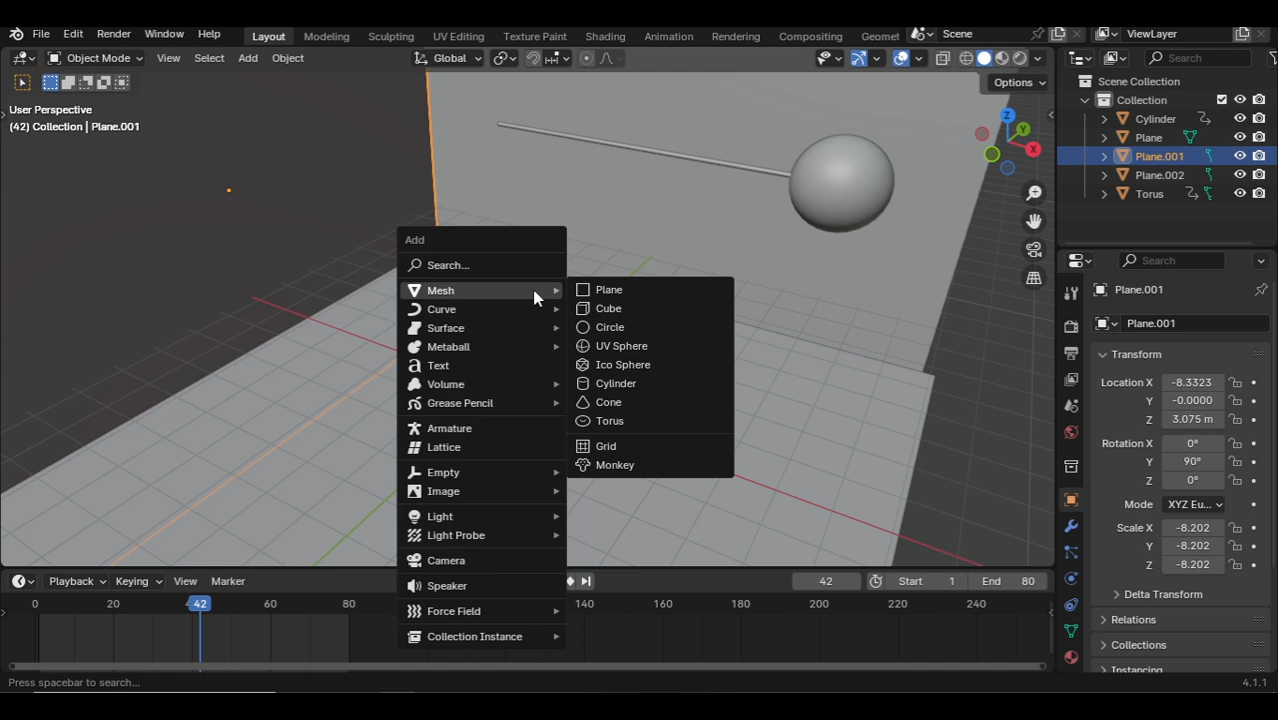 File Edit Render Window Help Layout Modeling Sculpting UV Editing Texture Paint Shading Animation Rendering Compositing Geomet Scene ViewLayer
Object Mode View Select Add Object Global Search
Options
User Perspective
(42) Collection | Plane.001
Scene Collection
Collection
Cylinder
Plane
Plane.001
Plane.002
Torus
Z
Y
X
Add
Search...
Mesh
Curve
Surface
Metaball
Text
Volume
Grease Pencil
Armature
Lattice
Empty
Image
Light
Light Probe
Camera
Speaker
Force Field
Collection Instance
Plane
Cube
Circle
UV Sphere
Ico Sphere
Cylinder
Cone
Torus
Grid
Monkey
Search
Plane.001
Plane.001
Transform
Location X -8.3323
Y -0.0000
Z 3.075 m
Rotation X 0°
Y 90°
Z 0°
Mode XYZ Eu...
Scale X -8.202
Y -8.202
Z -8.202
Delta Transform
Relations
Collections
Instancing
Playback Keying View Marker 42 Start 1 End 80
0 20 42 60 80 140 160 180 200 220 240
Press spacebar to search... 4.1.1